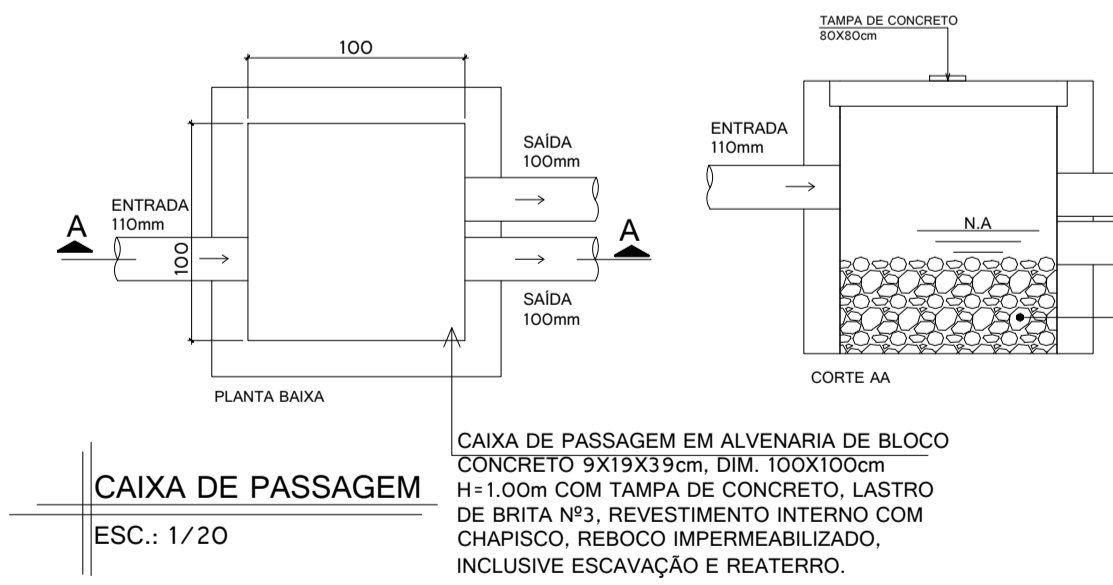 100
100
ENTRADA
110mm
SAÍDA
100mm
SAÍDA
100mm
A
A
PLANTA BAIXA
TAMPA DE CONCRETO
80X80cm
ENTRADA
110mm
N.A
CORTE AA
CAIXA DE PASSAGEM
ESC.: 1/20
CAIXA DE PASSAGEM EM ALVENARIA DE BLOCO
CONCRETO 9X19X39cm, DIM. 100X100cm
H=1.00m COM TAMPA DE CONCRETO, LASTRO
DE BRITA Nº3, REVESTIMENTO INTERNO COM
CHAPISCO, REBOCO IMPERMEABILIZADO,
INCLUSIVE ESCAVAÇÃO E REATERRO.